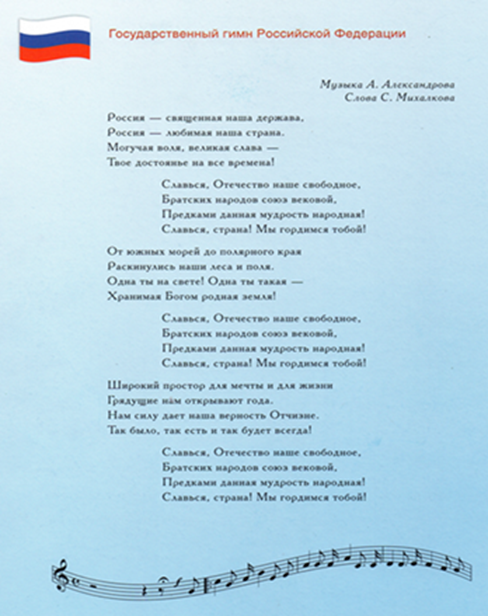 Государственный гимн Российской Федерации
Музыка А. Александрова
Слова С. Михалкова
Россия — священная наша держава,
Россия — любимая наша страна.
Могучая воля, великая слава —
Твое достоянье на все времена!
Славься, Отечество наше свободное,
Братских народов союз вековой,
Предками данная мудрость народная!
Славься, страна! Мы гордимся тобой!
От южных морей до полярного края
Раскинулись наши леса и поля.
Одна ты на свете! Одна ты такая —
Хранимая Богом родная земля!
Славься, Отечество наше свободное,
Братских народов союз вековой,
Предками данная мудрость народная!
Славься, страна! Мы гордимся тобой!
Широкий простор для мечты и для жизни
Грядущие нам открывают года.
Нам силу дает наша верность Отчизне.
Так было, так есть и так будет всегда!
Славься, Отечество наше свободное,
Братских народов союз вековой,
Предками данная мудрость народная!
Славься, страна! Мы гордимся тобой!